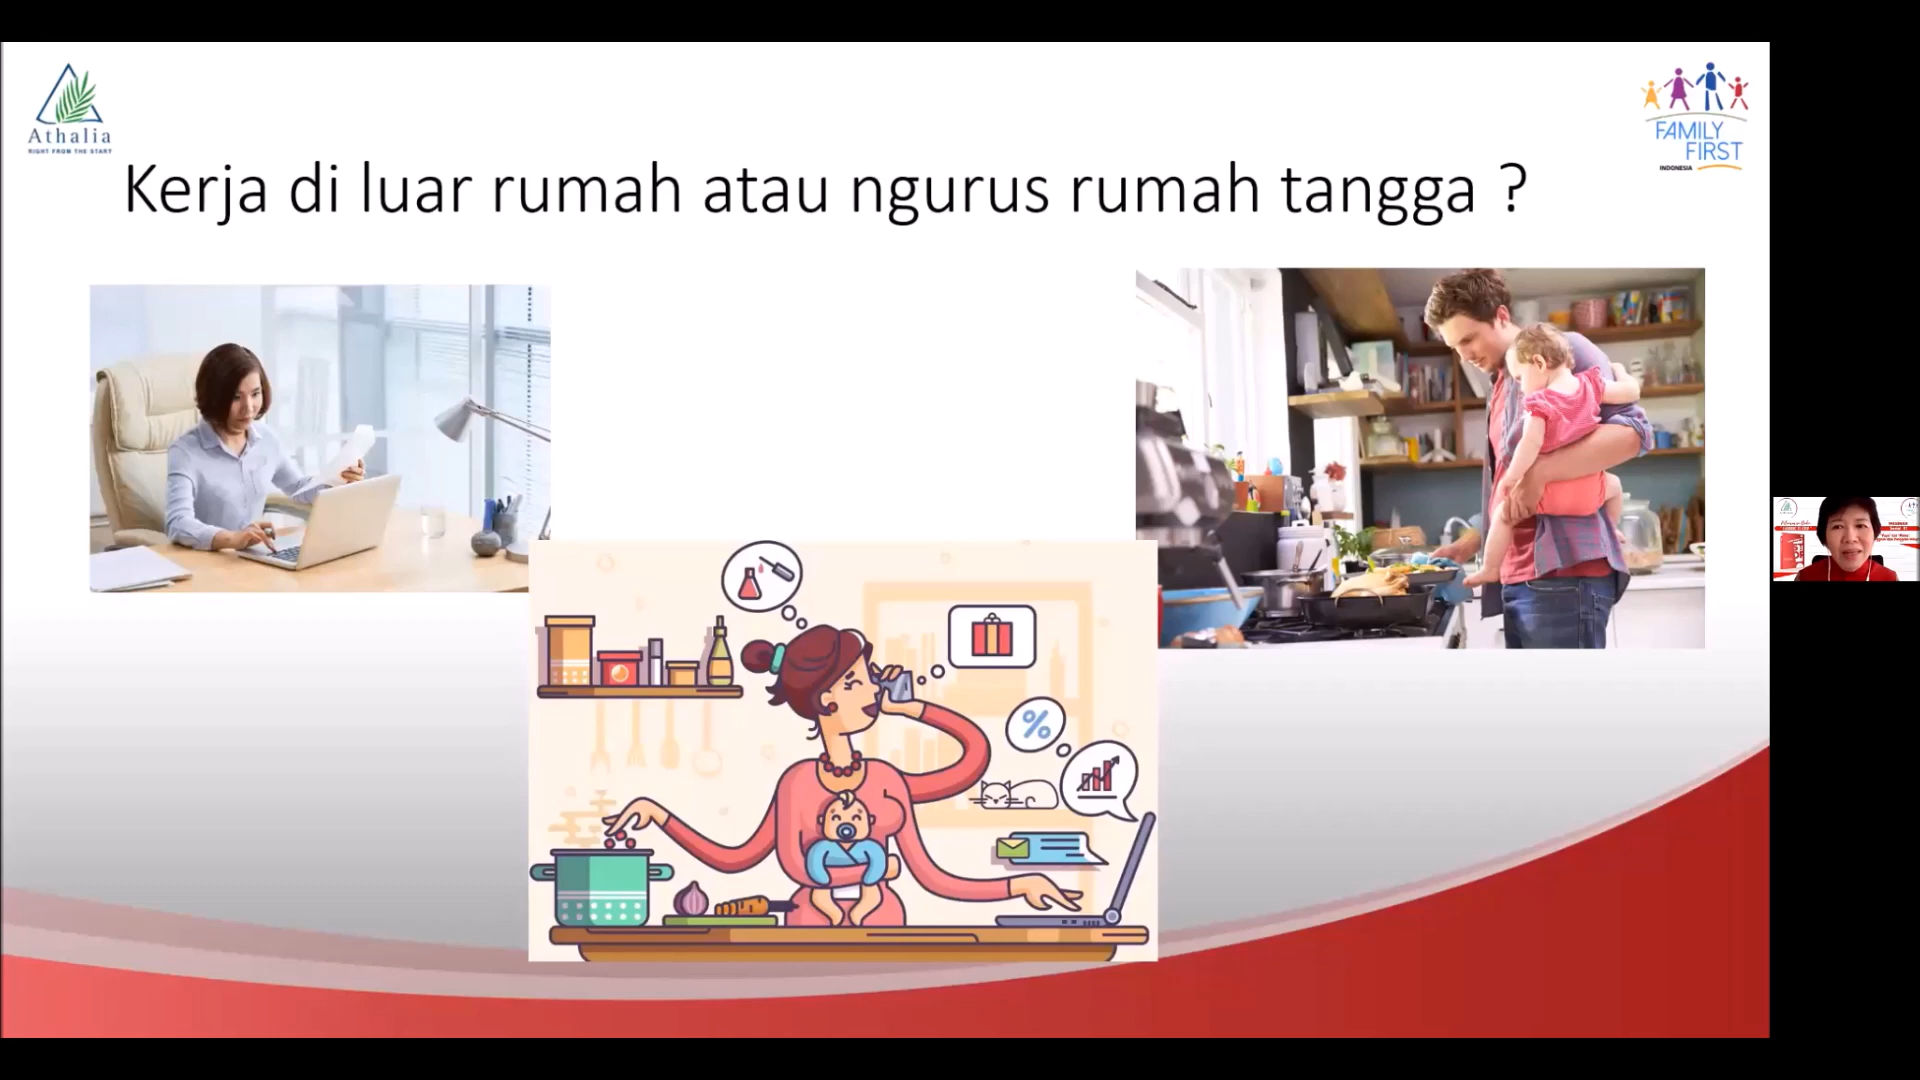 Athalia
RIGHT FROM THE START
FAMILY
FIRST
INDONESIA
Kerja di luar rumah atau ngurus rumah tangga ?
%